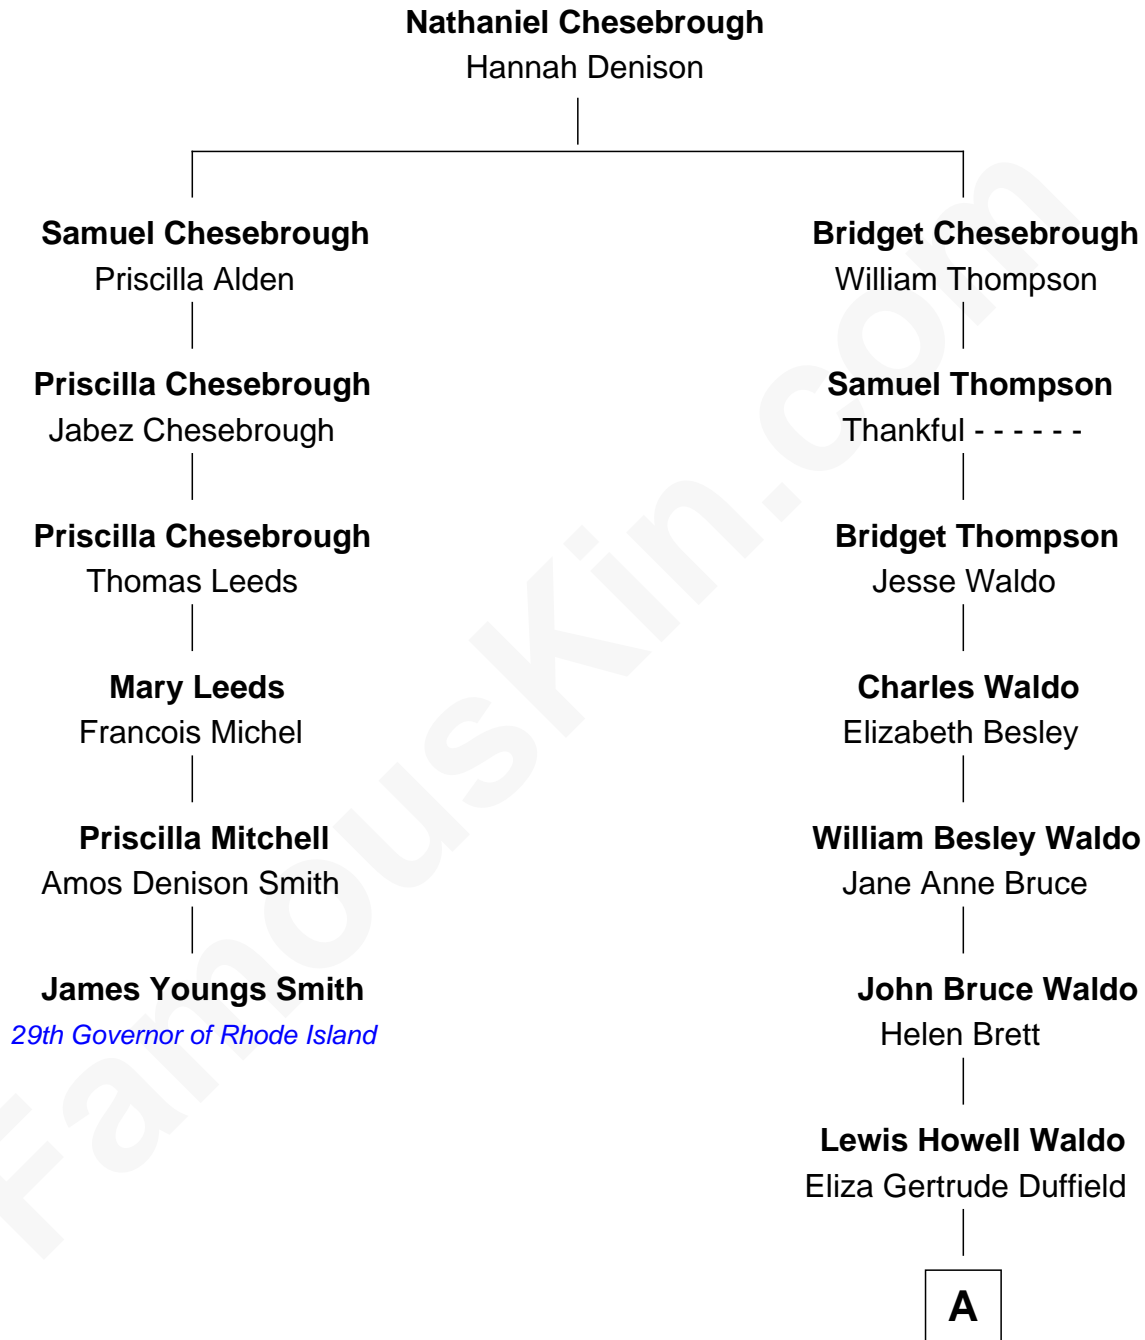 Nathaniel Chesebrough
Hannah Denison
Samuel Chesebrough
Priscilla Alden
Priscilla Chesebrough
Jabez Chesebrough
Priscilla Chesebrough
Thomas Leeds
Mary Leeds
Francois Michel
Priscilla Mitchell
Amos Denison Smith
James Youngs Smith
29th Governor of Rhode Island
Bridget Chesebrough
William Thompson
Samuel Thompson
Thankful - - - - - -
Bridget Thompson
Jesse Waldo
Charles Waldo
Elizabeth Besley
William Besley Waldo
Jane Anne Bruce
John Bruce Waldo
Helen Brett
Lewis Howell Waldo
Eliza Gertrude Duffield
A
FamousKin.com